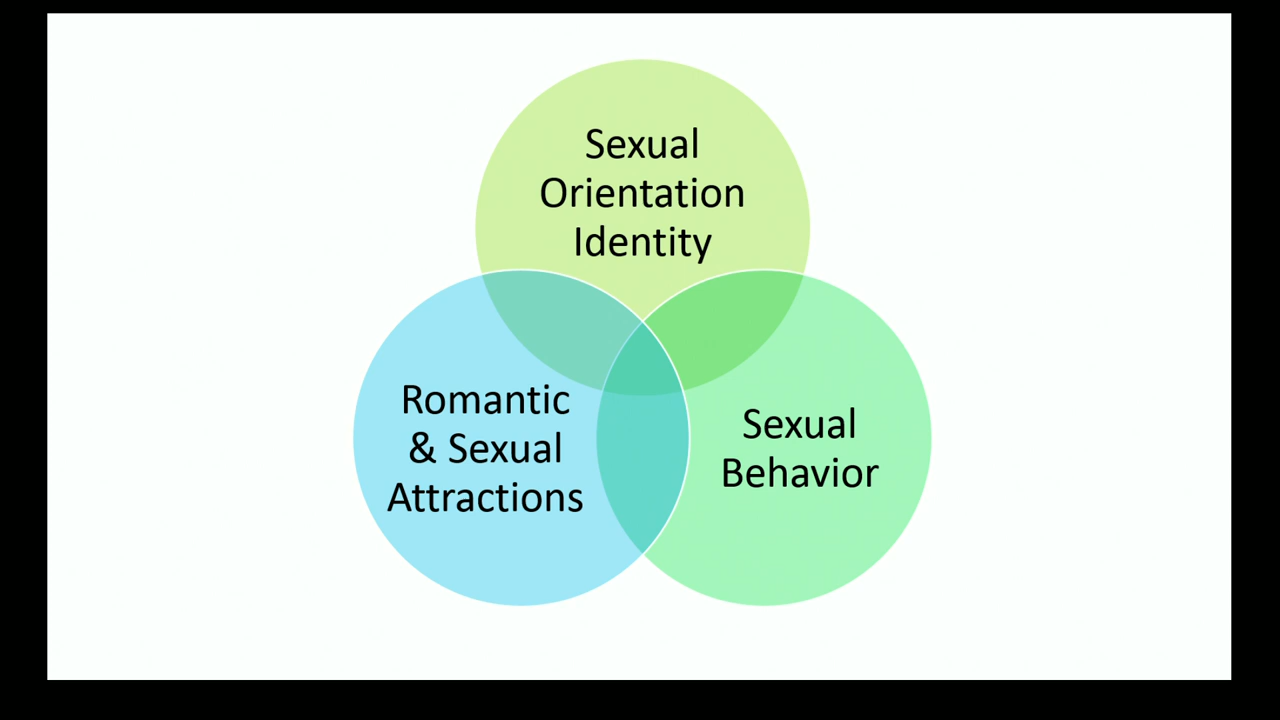 Sexual
Orientation
Identity
Romantic
& Sexual
Attractions
Sexual
Behavior